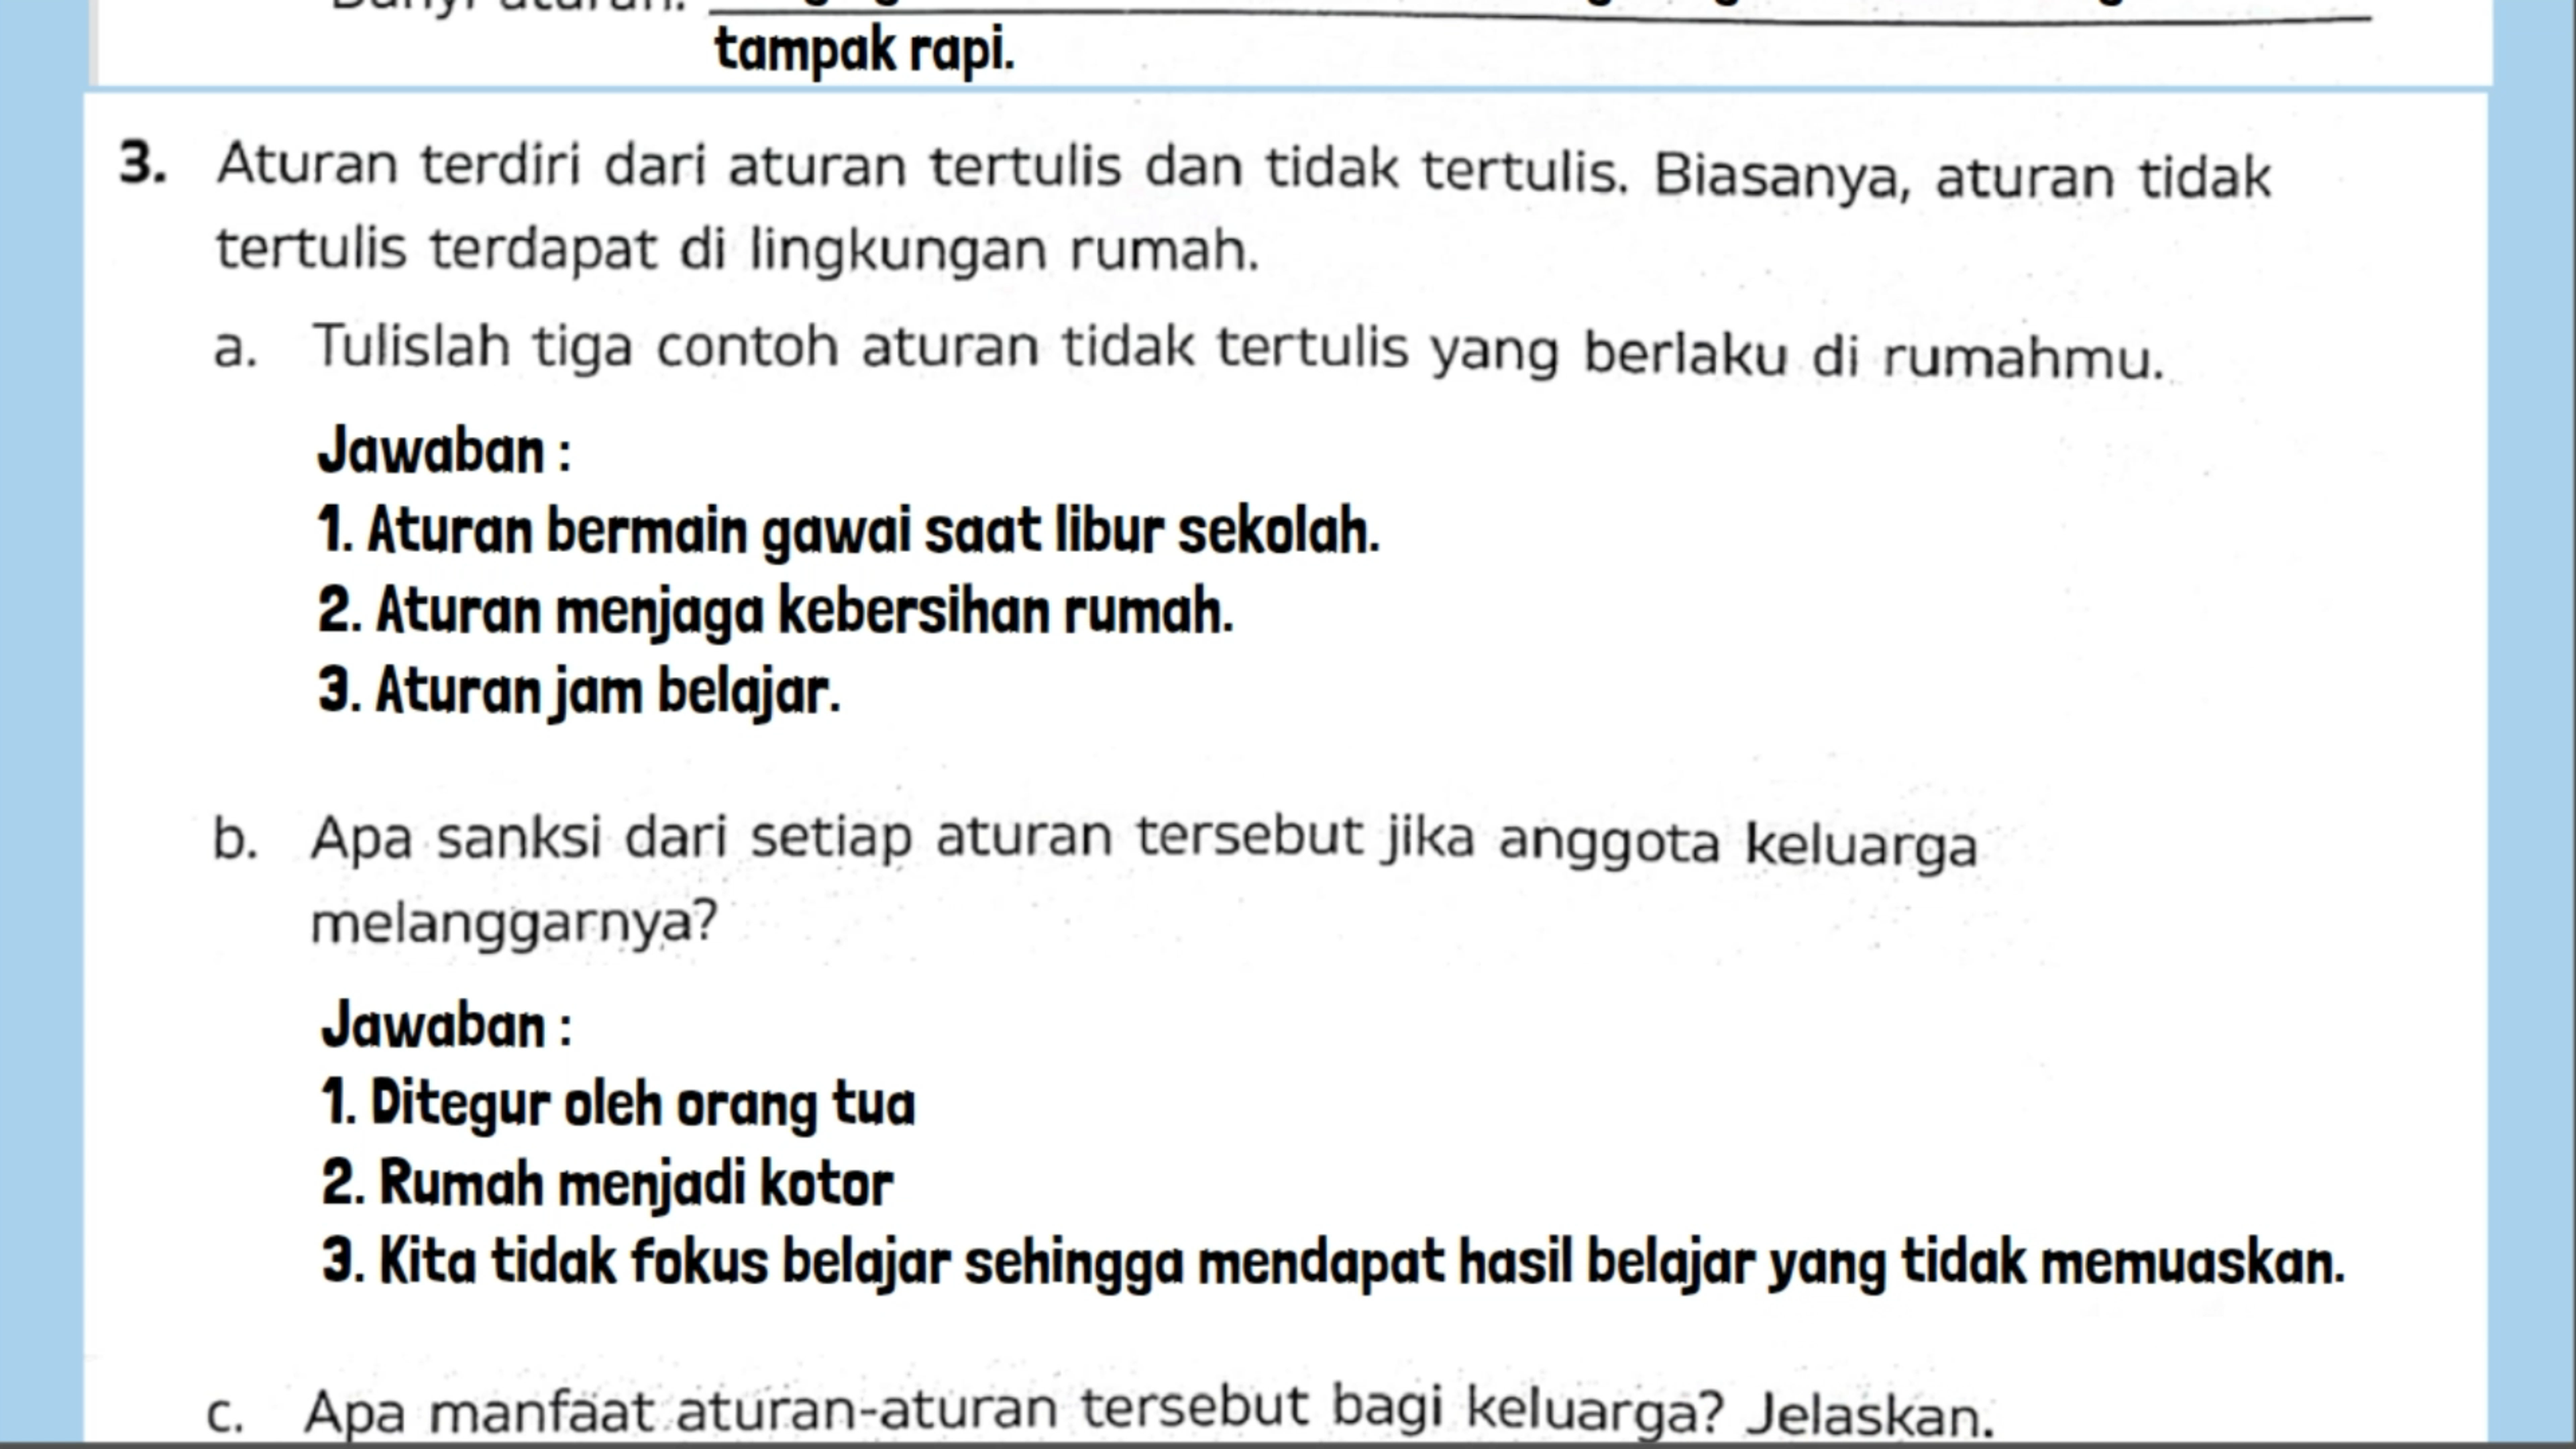 tampak rapi.
3. Aturan terdiri dari aturan tertulis dan tidak tertulis. Biasanya, aturan tidak
tertulis terdapat di lingkungan rumah.
a. Tulislah tiga contoh aturan tidak tertulis yang berlaku di rumahmu.
Jawaban :
1. Aturan bermain gawai saat libur sekolah.
2. Aturan menjaga kebersihan rumah.
3. Aturan jam belajar.
b. Apa sanksi dari setiap aturan tersebut jika anggota keluarga
melanggarnya?
Jawaban :
1. Ditegur oleh orang tua
2. Rumah menjadi kotor
3. Kita tidak fokus belajar sehingga mendapat hasil belajar yang tidak memuaskan.
c. Apa manfaat aturan-aturan tersebut bagi keluarga? Jelaskan.